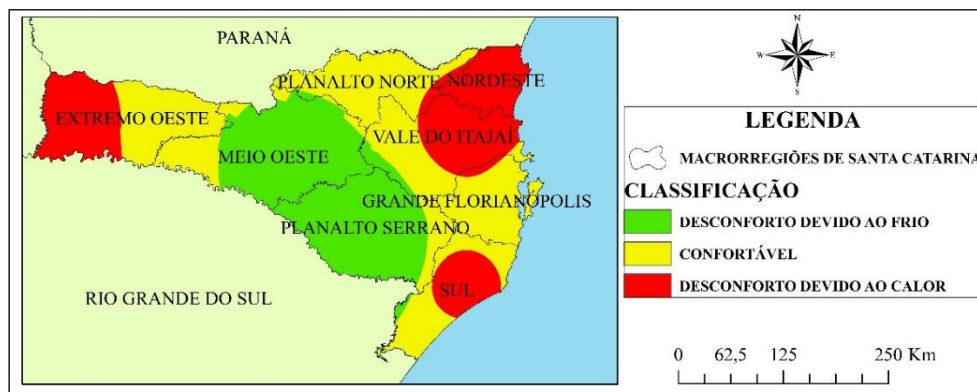 PARANÁ
PLANALTO NORTE
NORDESTE
EXTREMO OESTE
VALE DO ITAJAÍ
MEIO OESTE
GRANDE FLORIANÓPOLIS
PLANALTO SERRANO
RIO GRANDE DO SUL
SUL
N
W
E
S
LEGENDA
MACRORREGIÕES DE SANTA CATARINA
CLASSIFICAÇÃO
DESCONFORTO DEVIDO AO FRIO
CONFORTÁVEL
DESCONFORTO DEVIDO AO CALOR
0 62,5 125 250 Km